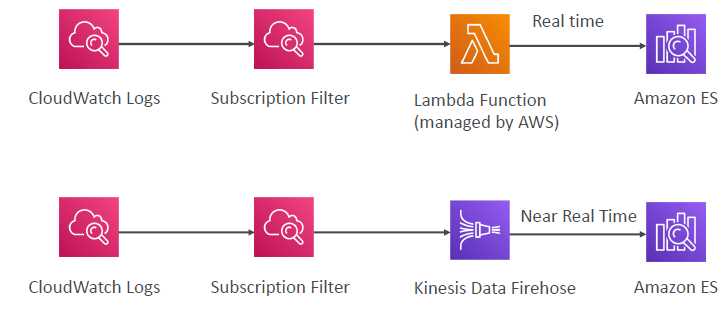 Real time
CloudWatch Logs
Subscription Filter
Lambda Function
(managed by AWS)
Amazon ES
Near Real Time
CloudWatch Logs
Subscription Filter
Kinesis Data Firehose
Amazon ES